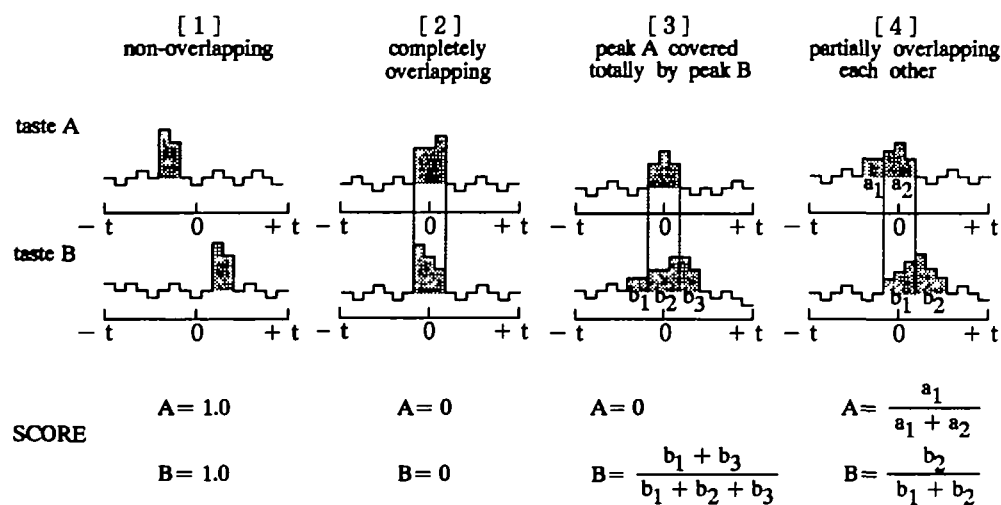 [ 1 ] [ 2 ] [ 3 ] [ 4 ]
non-overlapping completely peak A covered partially overlapping
overlapping totally by peak B each other
taste A
a1 a2
− t 0 + t − t 0 + t − t 0 + t − t 0 + t
taste B
b1 b2 b3 b1 b2
− t 0 + t − t 0 + t − t 0 + t − t 0 + t
SCORE
A= 1.0 A= 0 A= 0 A= a1 / a1 + a2
B= 1.0 B= 0 B= b1 + b3 / b1 + b2 + b3 B= b2 / b1 + b2